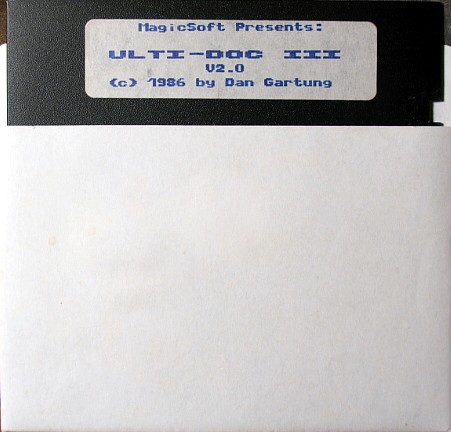 MagicSoft Presents:
ULTI-DOC III
V2.0
(c) 1986 by Dan Gartung